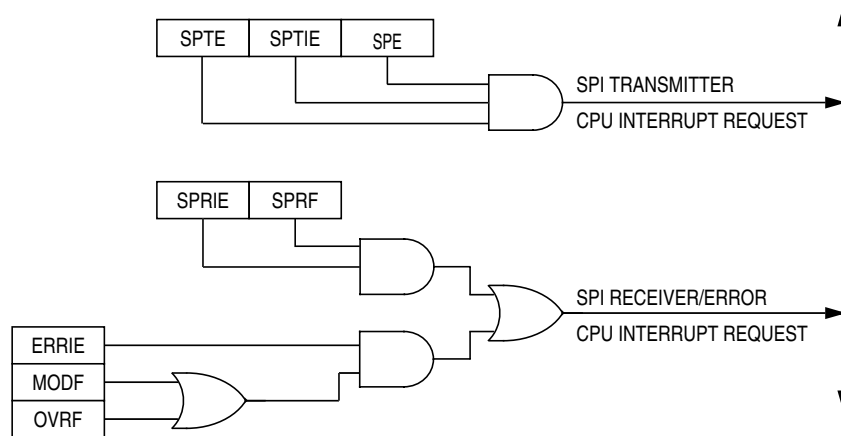 SPTE SPTIE SPE
SPI TRANSMITTER
CPU INTERRUPT REQUEST
SPRIE SPRF
SPI RECEIVER/ERROR
CPU INTERRUPT REQUEST
ERRIE
MODF
OVRF